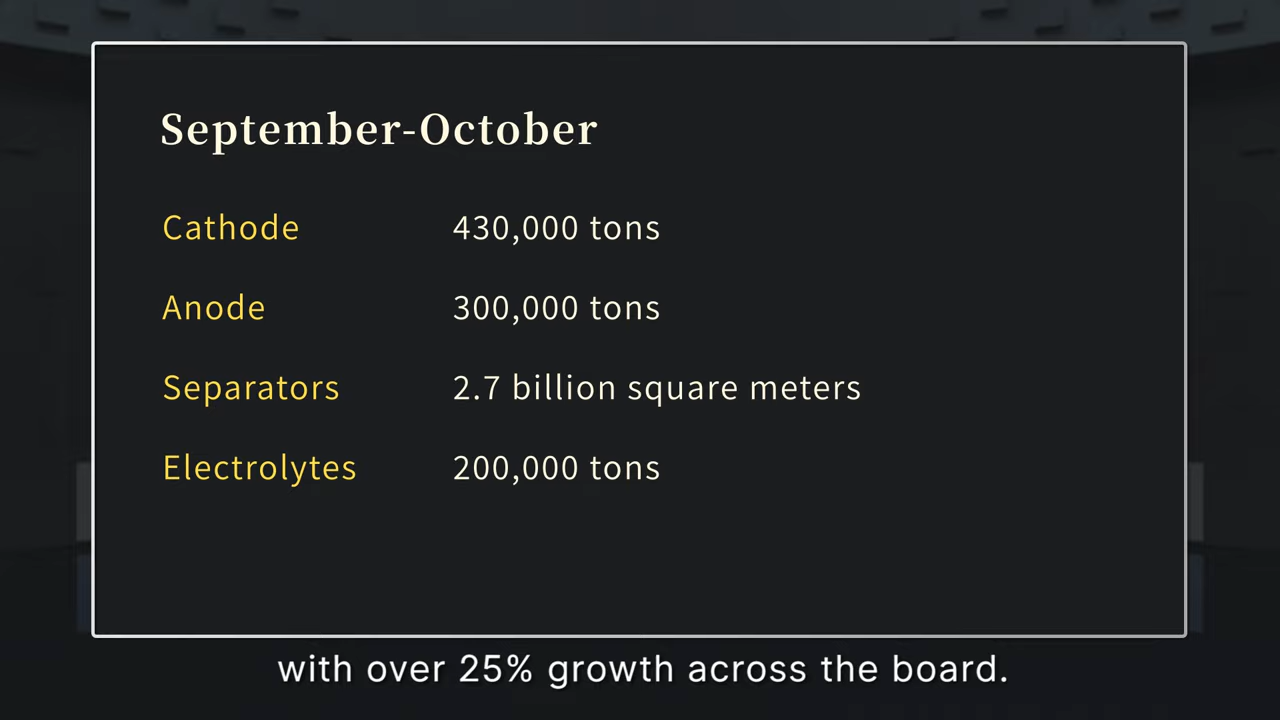 September-October
Cathode 430,000 tons
Anode 300,000 tons
Separators 2.7 billion square meters
Electrolytes 200,000 tons
with over 25% growth across the board.